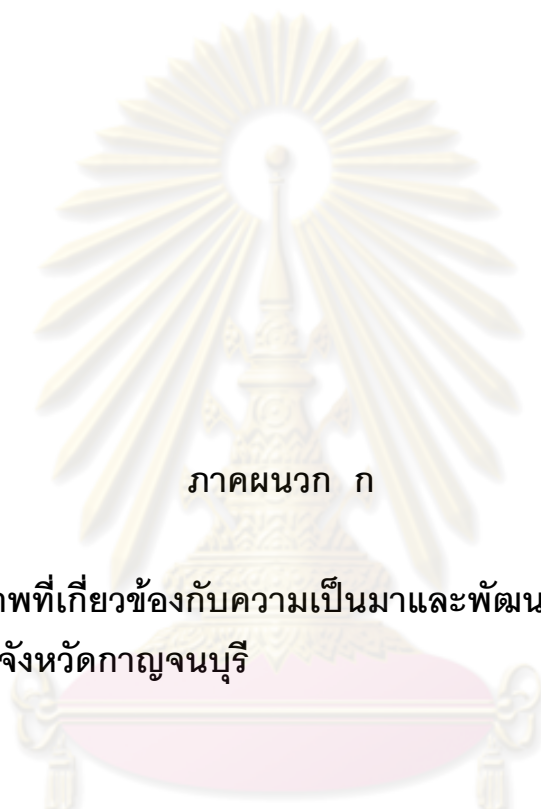 ภาคผนวก ก
าพที่เกี่ยวข้องกับความเป็นมาและพัฒน
จังหวัดกาญจนบุรี